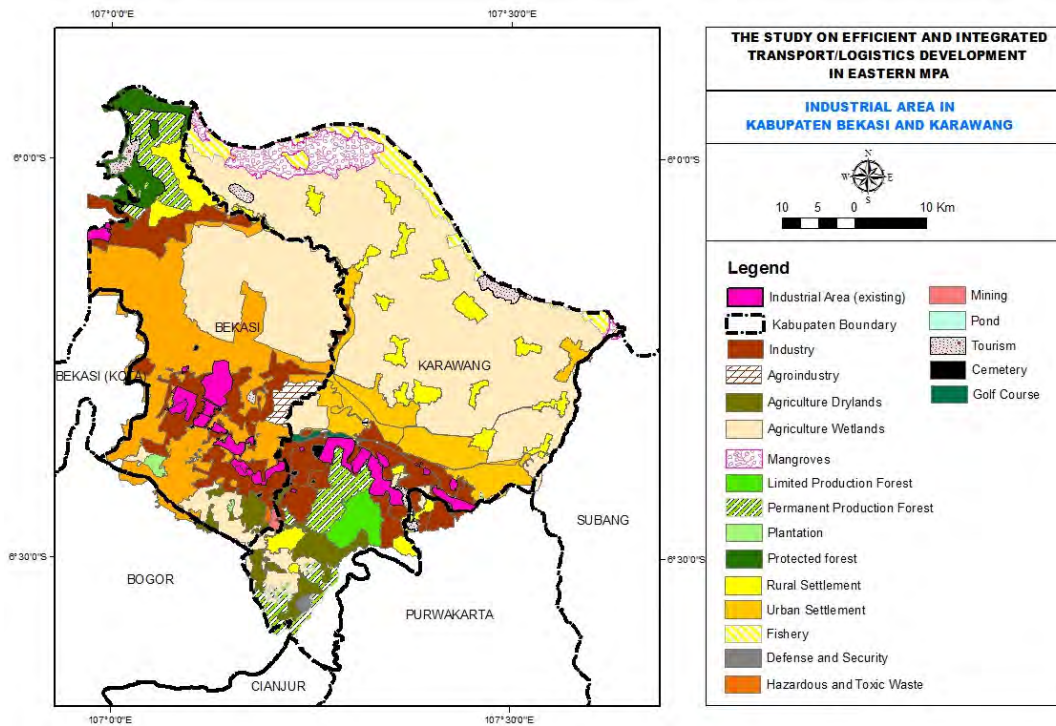 107°0'0"E
107°30'0"E
6°0'0"S
6°30'0"S
BEKASI
BEKASI (KOTA)
KARAWANG
SUBANG
BOGOR
PURWAKARTA
CIANJUR
6°0'0"S
6°30'0"S
107°0'0"E
107°30'0"E
THE STUDY ON EFFICIENT AND INTEGRATED
TRANSPORT/LOGISTICS DEVELOPMENT
IN EASTERN MPA
INDUSTRIAL AREA IN
KABUPATEN BEKASI AND KARAWANG
N
W E
S
10 5 0 10 Km
Legend
Industrial Area (existing)
Kabupaten Boundary
Industry
Agroindustry
Agriculture Drylands
Agriculture Wetlands
Mangroves
Limited Production Forest
Permanent Production Forest
Plantation
Protected forest
Rural Settlement
Urban Settlement
Fishery
Defense and Security
Hazardous and Toxic Waste
Mining
Pond
Tourism
Cemetery
Golf Course